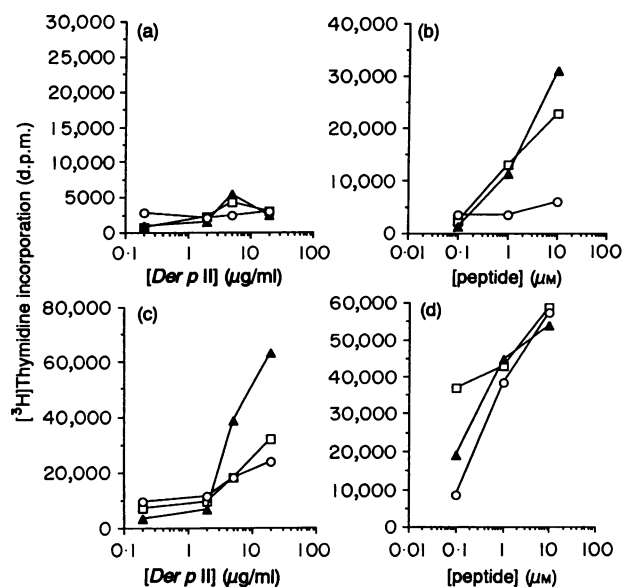 [³H]Thymidine incorporation (d.p.m.)
(a)
30,000
25,000
20,000
15,000
10,000
5000
0
0·1 1 10 100
[Der p II] (µg/ml)
(b)
40,000
30,000
20,000
10,000
0
0·01 0·1 1 10 100
[peptide] (µM)
(c)
80,000
60,000
40,000
20,000
0
0·1 1 10 100
[Der p II] (µg/ml)
(d)
60,000
50,000
40,000
30,000
20,000
10,000
0
0·01 0·1 1 10 100
[peptide] (µM)